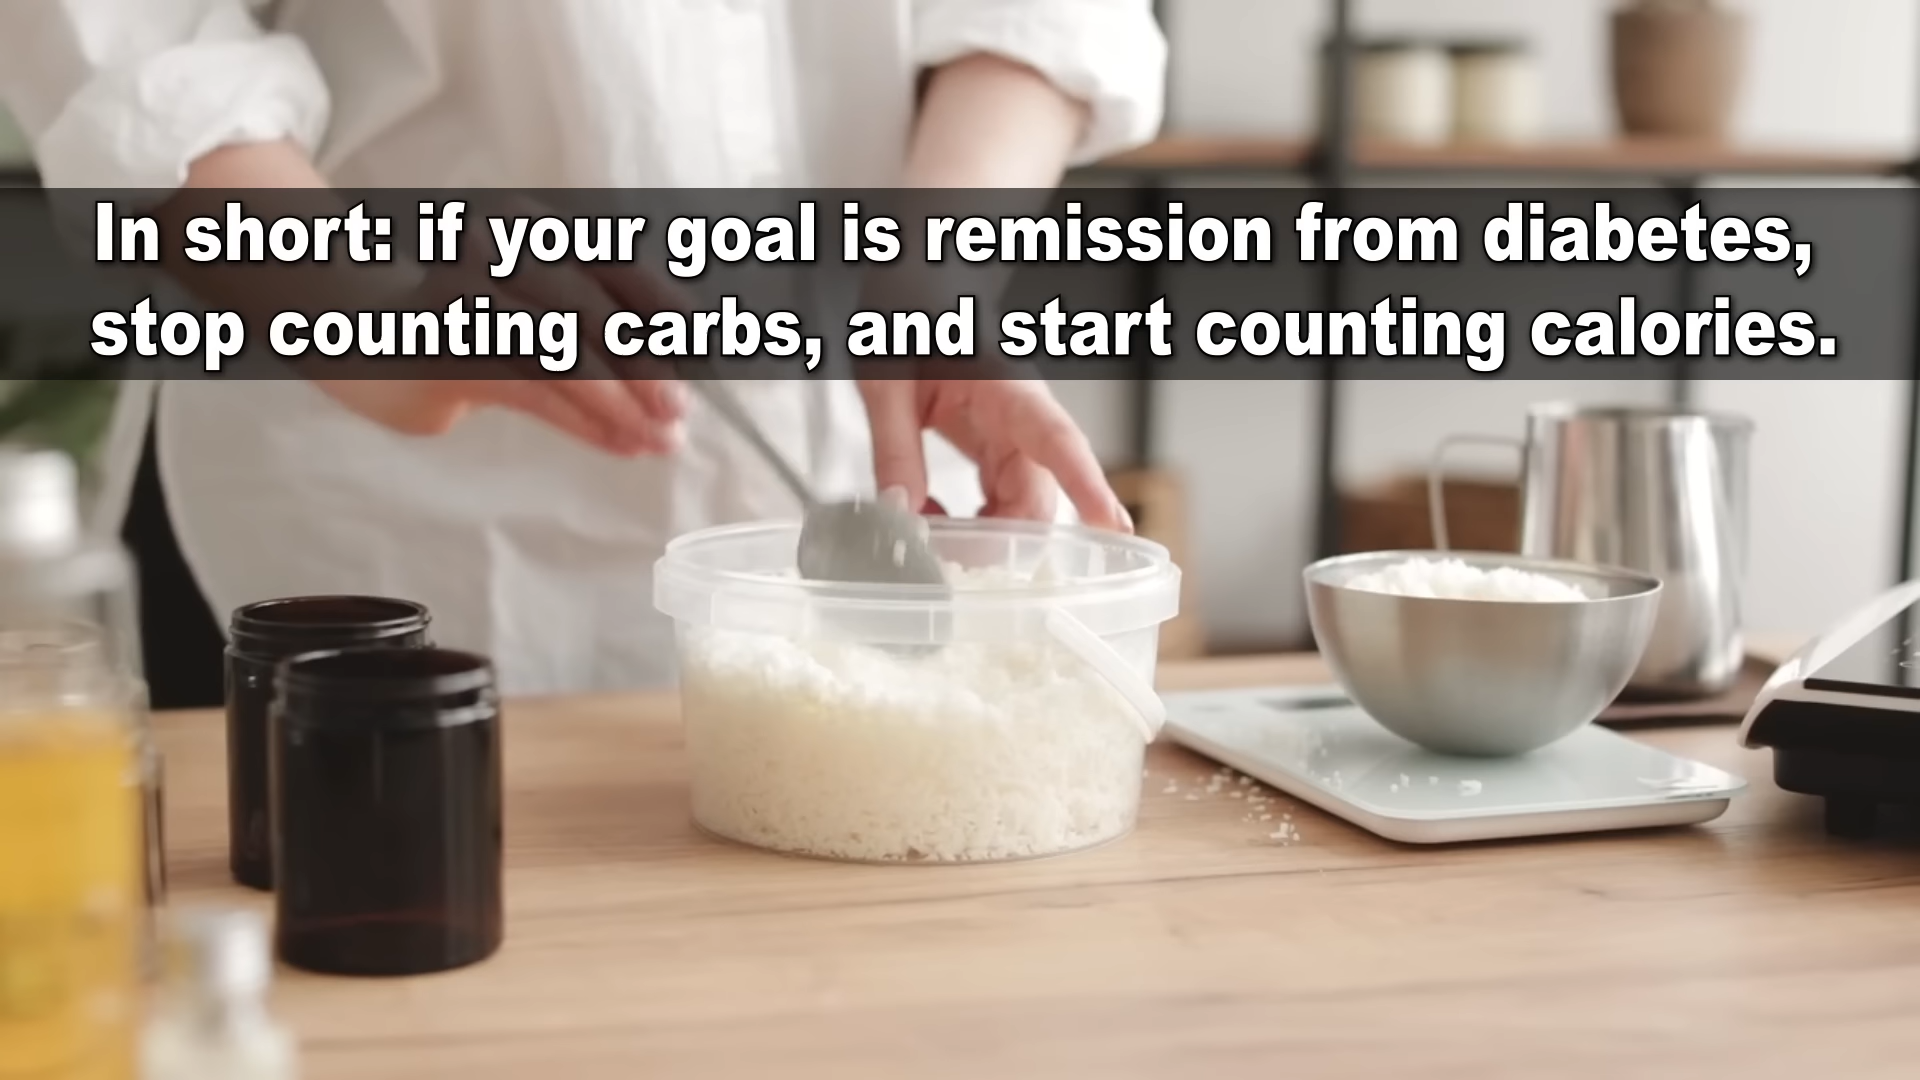 In short: if your goal is remission from diabetes,
stop counting carbs, and start counting calories.